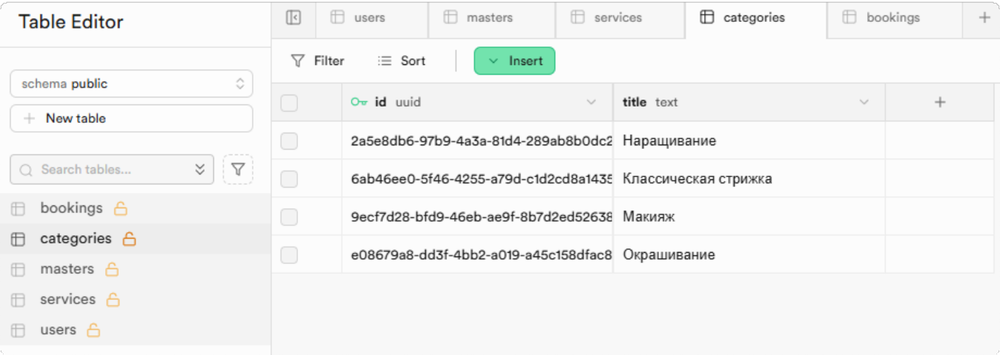 Table Editor
users
masters
services
categories
bookings
Filter
Sort
Insert
schema public
New table
Search tables...
bookings
categories
masters
services
users
id uuid
title text
2a5e8db6-97b9-4a3a-81d4-289ab8b0dc2 Наращивание
6ab46ee0-5f46-4255-a79d-c1d2cd8a1435 Классическая стрижка
9ecf7d28-bfd9-46eb-ae9f-8b7d2ed52638 Макияж
e08679a8-dd3f-4bb2-a019-a45c158dfac8 Окрашивание